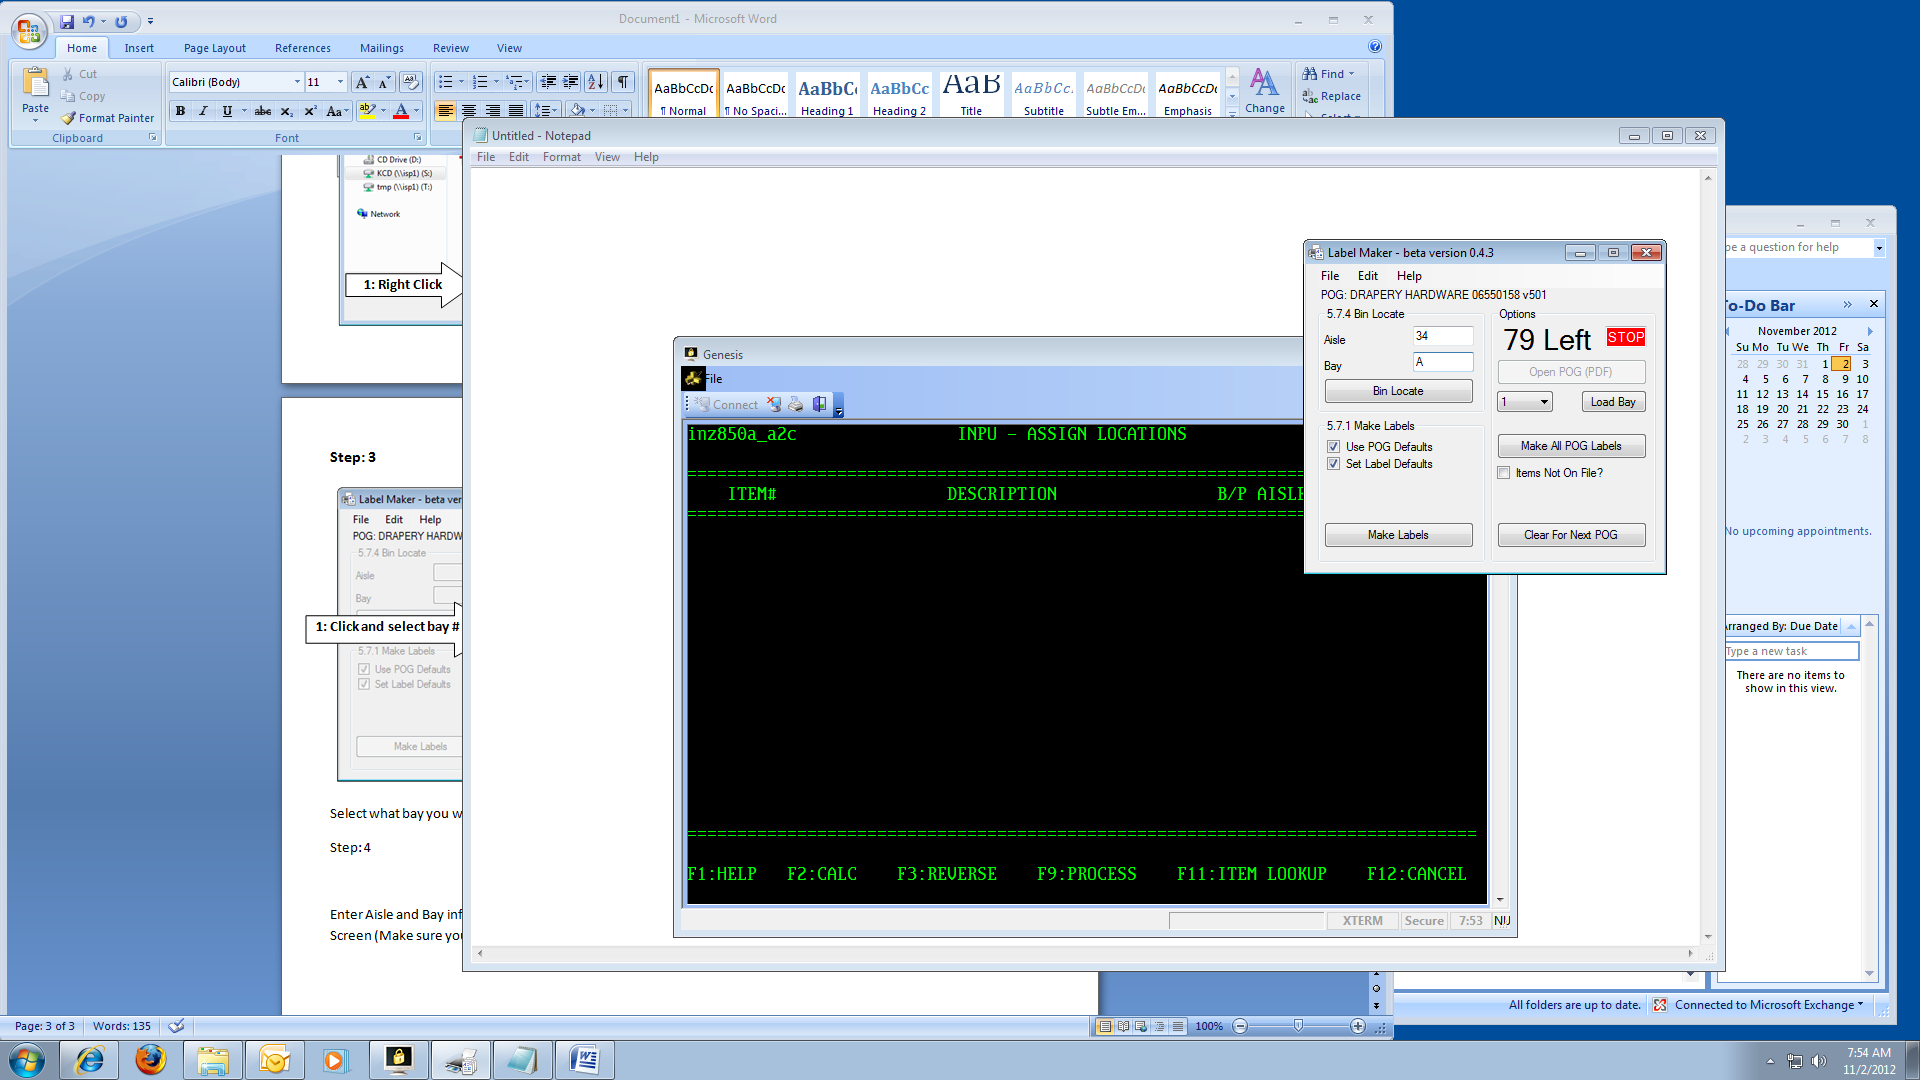 Document1 - Microsoft Word
Home Insert Page Layout References Mailings Review View
Cut
Copy
Format Painter
Paste
Clipboard
Calibri (Body) 11
B I U abc X₂ X² Aa
Font
AaBbCcDc AaBbCcDc AaBbC AaBbCc AaB AaBbCc. AaBbCcDc AaBbCcDc
¶ Normal ¶ No Spaci... Heading 1 Heading 2 Title Subtitle Subtle Em... Emphasis
Change
Find
Replace
Select
CD Drive (D:)
KCD (\\isp1) (S:)
tmp (\\isp1) (T:)
Network
1: Right Click
Step: 3
Label Maker - beta ver
File Edit Help
POG: DRAPERY HARDW
5.7.4 Bin Locate
Aisle
Bay
1: Click and select bay #
5.7.1 Make Labels
Use POG Defaults
Set Label Defaults
Make Labels
Select what bay you w
Step:4
Enter Aisle and Bay inf
Screen (Make sure you
Page: 3 of 3 Words: 135
100%
Untitled - Notepad
File Edit Format View Help
Genesis
File
Connect
inz850a_a2c INPU - ASSIGN LOCATIONS
ITEM# DESCRIPTION B/P AISLE
F1:HELP F2:CALC F3:REVERSE F9:PROCESS F11:ITEM LOOKUP F12:CANCEL
XTERM Secure 7:53
Label Maker - beta version 0.4.3
File Edit Help
POG: DRAPERY HARDWARE 06550158 v501
5.7.4 Bin Locate
Aisle 34
Bay A
Bin Locate
5.7.1 Make Labels
Use POG Defaults
Set Label Defaults
Make Labels
Options
79 Left STOP
Open POG (PDF)
1 Load Bay
Make All POG Labels
Items Not On File?
Clear For Next POG
pe a question for help
To-Do Bar
November 2012
Su Mo Tu We Th Fr Sa
28 29 30 31 1 2 3
4 5 6 7 8 9 10
11 12 13 14 15 16 17
18 19 20 21 22 23 24
25 26 27 28 29 30 1
2 3 4 5 6 7 8
No upcoming appointments.
Arranged By: Due Date
Type a new task
There are no items to
show in this view.
All folders are up to date. Connected to Microsoft Exchange
7:54 AM
11/2/2012